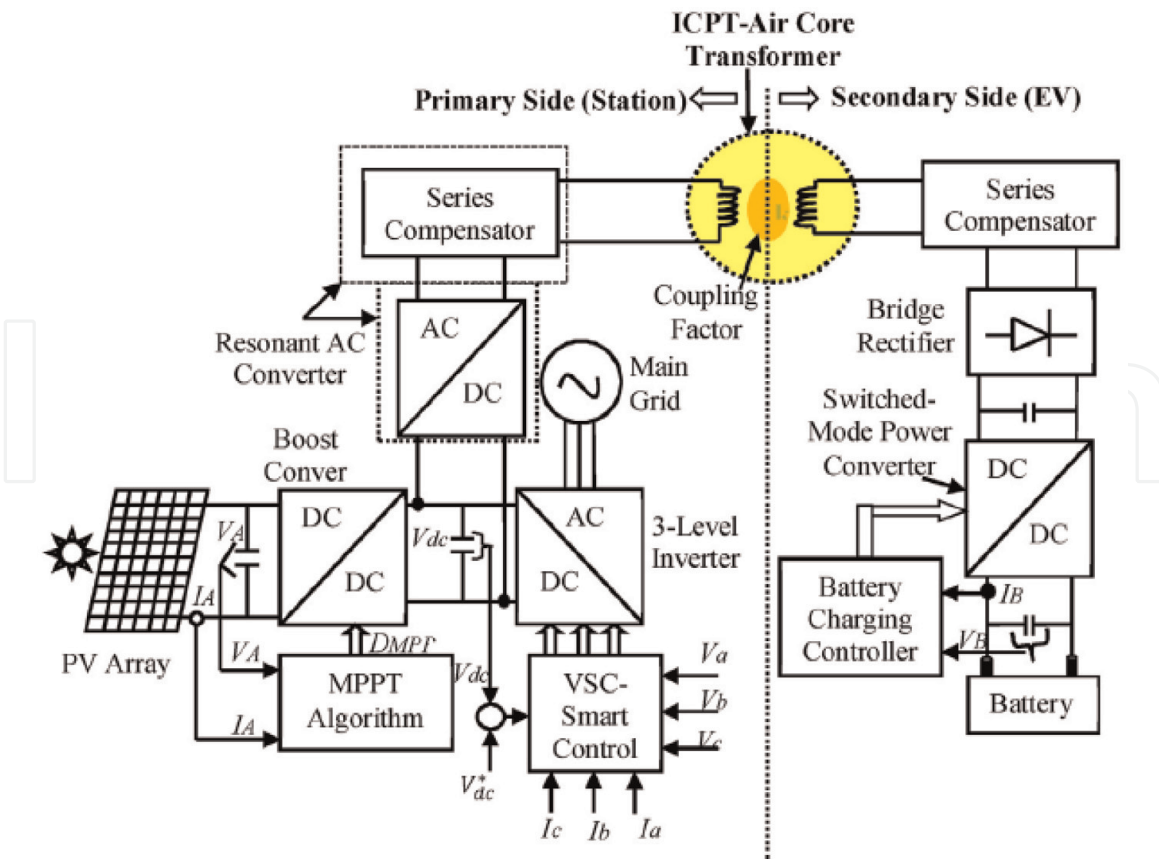 ICPT-Air Core
Transformer
Primary Side (Station)
Secondary Side (EV)
Series
Compensator
Series
Compensator
Coupling
Factor
Resonant AC
Converter
AC
DC
Main
Grid
Bridge
Rectifier
Switched-
Mode Power
Converter
DC
DC
Boost
Conver
DC
DC
AC
DC
3-Level
Inverter
VA
Vdc
IA
PV Array
VA
IA
DMPT
MPPT
Algorithm
Vdc
V*dc
VSC-
Smart
Control
Va
Vb
Vc
Ic
Ib
Ia
Battery
Charging
Controller
IB
VB
Battery